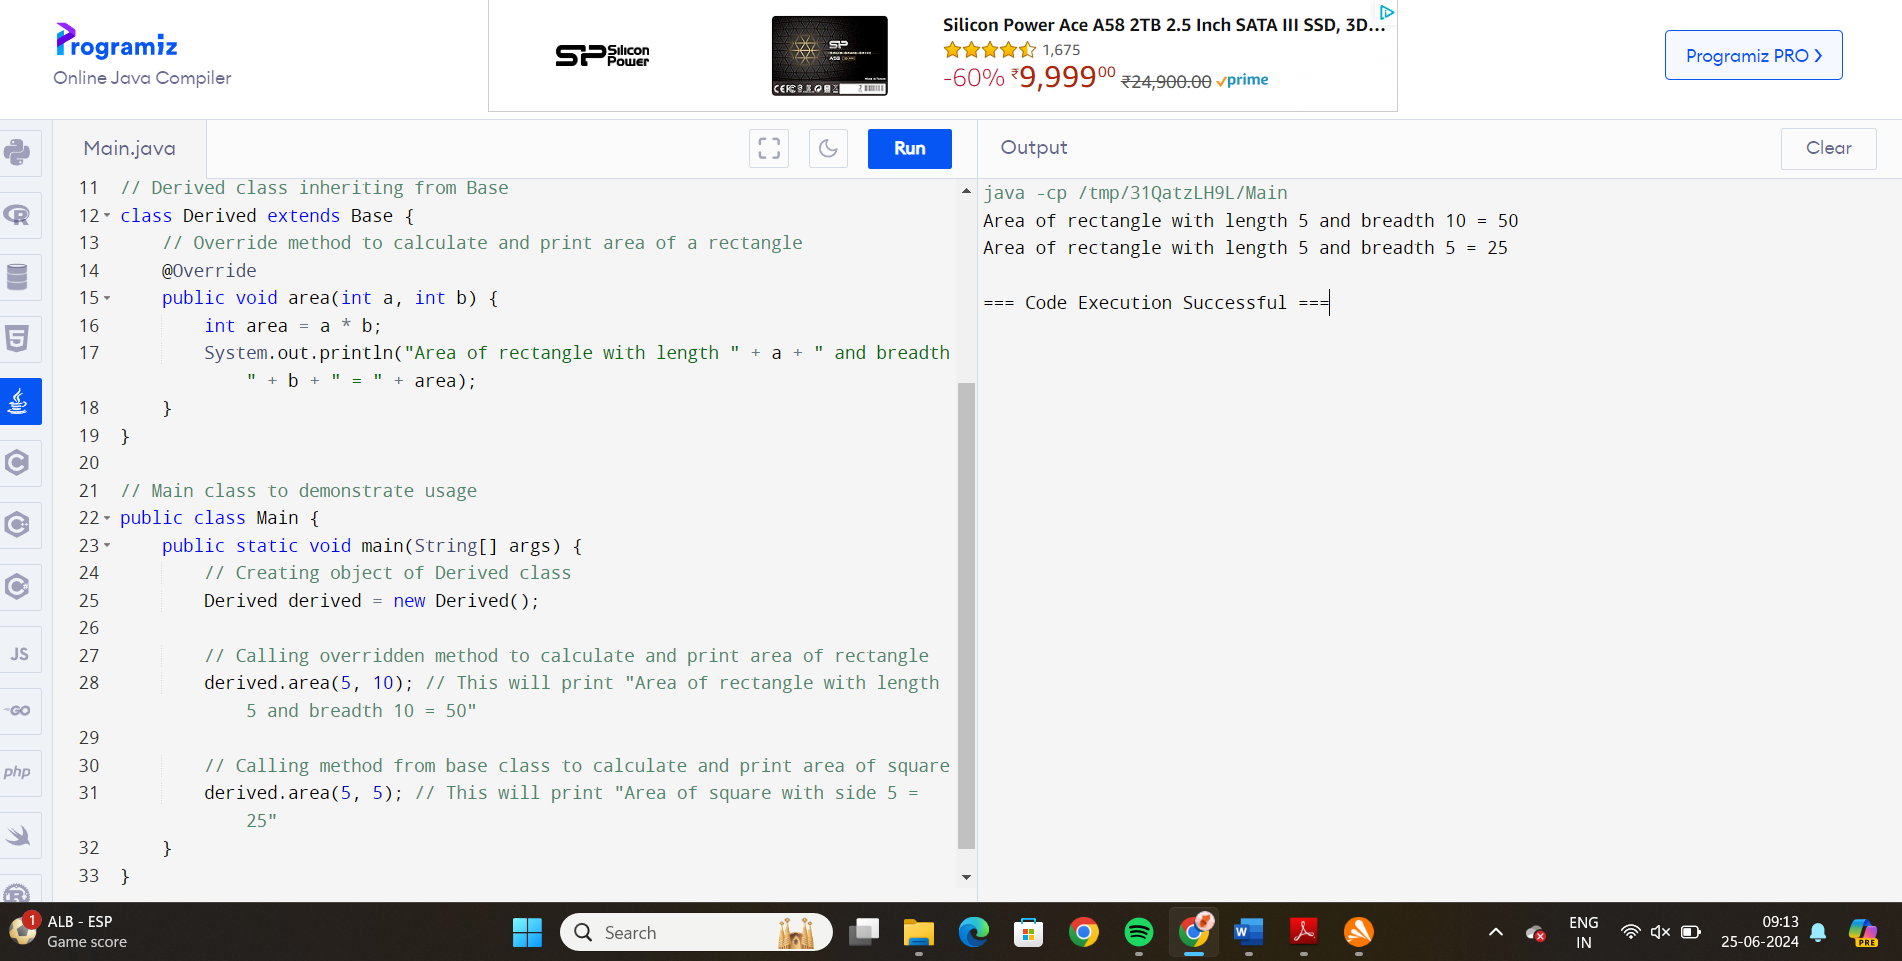 Programiz
Online Java Compiler
SP Silicon Power
Silicon Power Ace A58 2TB 2.5 Inch SATA III SSD, 3D...
1,675
-60% ₹9,999.00 ₹24,900.00 prime
Programiz PRO
Main.java
Run
Output
Clear
11 // Derived class inheriting from Base
12 class Derived extends Base {
13 // Override method to calculate and print area of a rectangle
14 @Override
15 public void area(int a, int b) {
16 int area = a * b;
17 System.out.println("Area of rectangle with length " + a + " and breadth
" + b + " = " + area);
18 }
19 }
20
21 // Main class to demonstrate usage
22 public class Main {
23 public static void main(String[] args) {
24 // Creating object of Derived class
25 Derived derived = new Derived();
26
27 // Calling overridden method to calculate and print area of rectangle
28 derived.area(5, 10); // This will print "Area of rectangle with length
5 and breadth 10 = 50"
29
30 // Calling method from base class to calculate and print area of square
31 derived.area(5, 5); // This will print "Area of square with side 5 =
25"
32 }
33 }
java -cp /tmp/31QatzLH9L/Main
Area of rectangle with length 5 and breadth 10 = 50
Area of rectangle with length 5 and breadth 5 = 25
=== Code Execution Successful ===
JS
GO
php
1
ALB - ESP
Game score
Search
ENG
IN
09:13
25-06-2024
PRE